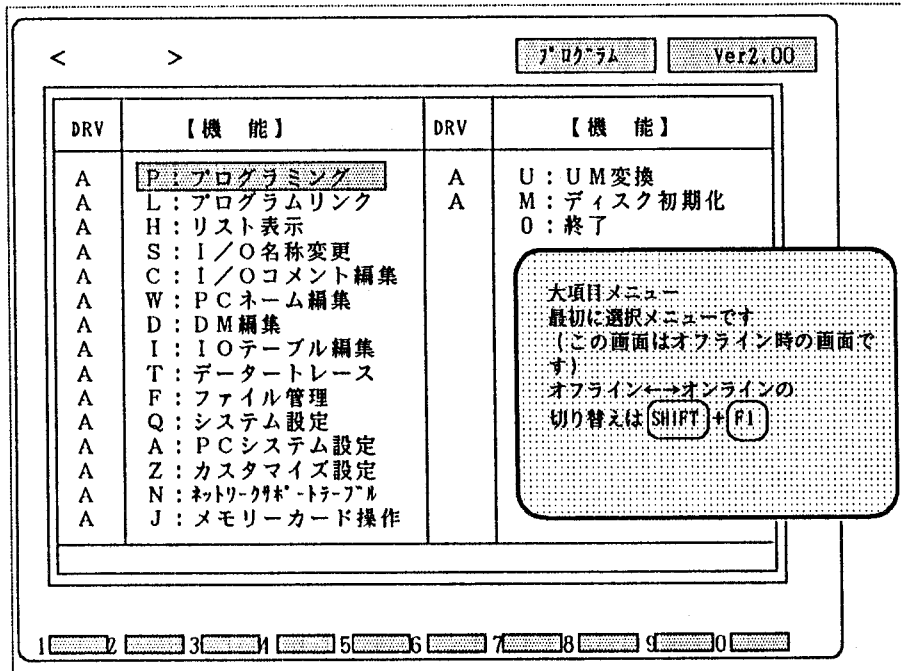 < > プログラム Ver2.00
DRV 【機 能】 DRV 【機 能】
A P:プログラミング A U:UM変換
A L:プログラムリンク A M:ディスク初期化
A H:リスト表示 0:終了
A S:I/O名称変更
A C:I/Oコメント編集
A W:PCネーム編集
A D:DM編集
A I:IOテーブル編集
A T:データートレース
A F:ファイル管理
A Q:システム設定
A A:PCシステム設定
A Z:カスタマイズ設定
A N:ネットリークサポートテーブル
A J:メモリーカード操作
大項目メニュー
最初に選択メニューです
(この画面はオフライン時の画面で
す)
オフライン←→オンラインの
切り替えはSHIFT+F1
1 2 3 4 5 6 7 8 9 0